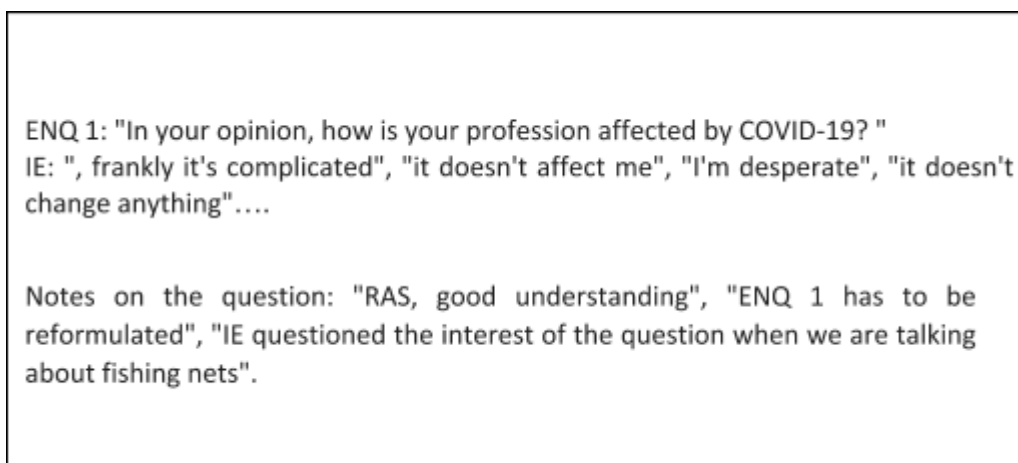 ENQ 1: "In your opinion, how is your profession affected by COVID-19? "
IE: ", frankly it's complicated", "it doesn't affect me", "I'm desperate", "it doesn't
change anything"....
Notes on the question: "RAS, good understanding", "ENQ 1 has to be
reformulated", "IE questioned the interest of the question when we are talking
about fishing nets".